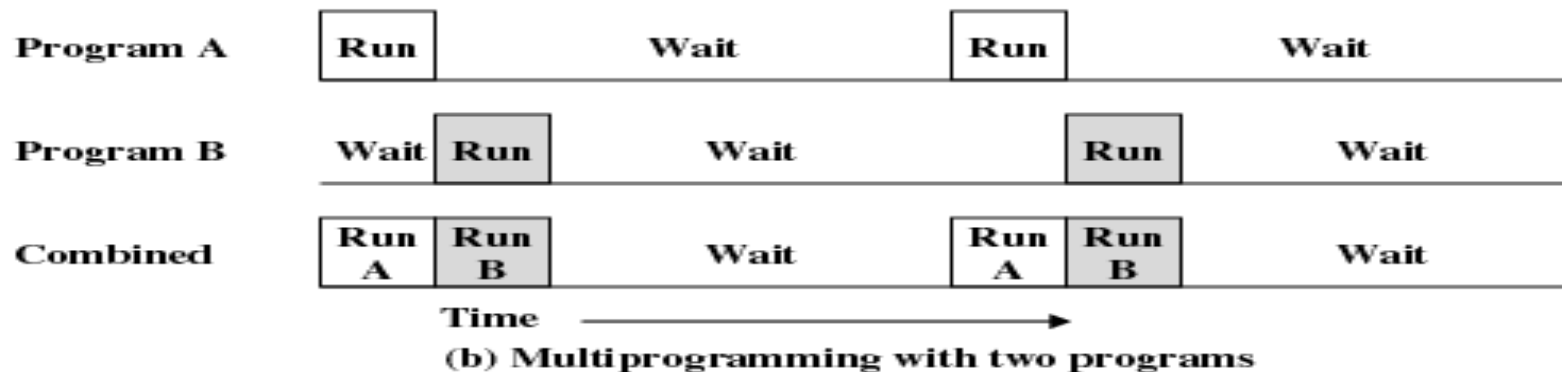 Program A Run Wait Run Wait
Program B Wait Run Wait Run Wait
Combined Run A Run B Wait Run A Run B Wait
Time
(b) Multiprogramming with two programs